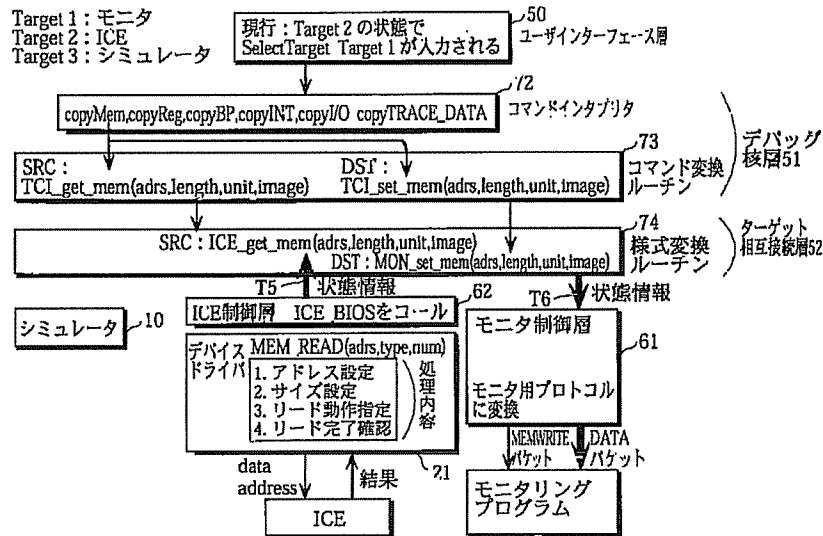 Target 1：モニタ
Target 2：ICE
Target 3：シミュレータ
現行：Target 2 の状態で
SelectTarget Target 1 が入力される
50
ユーザインターフェース層
72
copyMem,copyReg,copyBP,copyINT,copyI/O copyTRACE_DATA
コマンドインタプリタ
デバッグ
核層51
73
SRC：
TCI_get_mem(adrs,length,unit,image)
DST：
TCI_set_mem(adrs,length,unit,image)
コマンド変換
ルーチン
74
SRC：ICE_get_mem(adrs,length,unit,image)
DST：MON_set_mem(adrs,length,unit,image)
様式変換
ルーチン
ターゲット
相互接続層52
T5 状態情報
T6 状態情報
62
ICE制御層 ICE_BIOSをコール
シミュレータ
10
デバイス
ドライバ
MEM_READ(adrs,type,num)
1. アドレス設定
2. サイズ設定
3. リード動作指定
4. リード完了確認
処理内容
71
モニタ制御層
61
モニタ用プロトコル
に変換
MEMWRITE
パケット
DATA
パケット
data
address
結果
ICE
モニタリング
プログラム